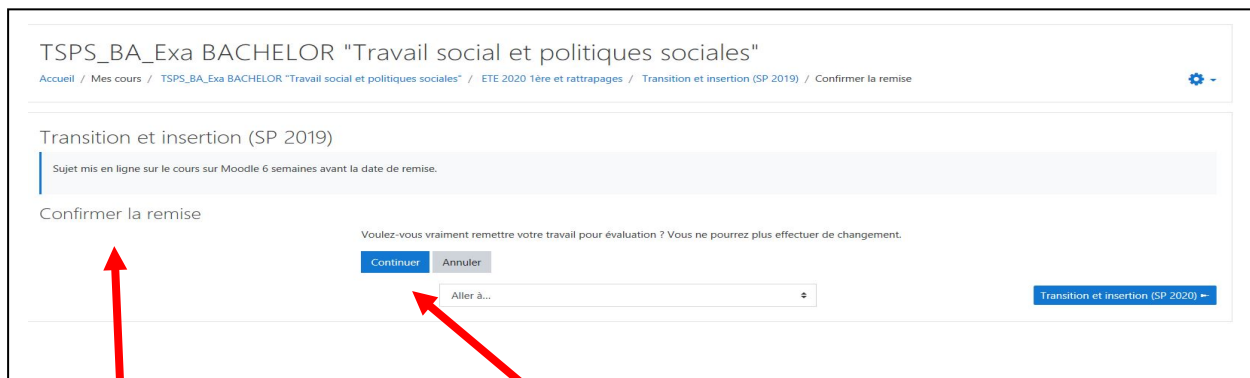 TSPS_BA_Exa BACHELOR "Travail social et politiques sociales"
Accueil / Mes cours / TSPS_BA_Exa BACHELOR "Travail social et politiques sociales" / ETE 2020 1ère et rattrapages / Transition et insertion (SP 2019) / Confirmer la remise
Transition et insertion (SP 2019)
Sujet mis en ligne sur le cours sur Moodle 6 semaines avant la date de remise.
Confirmer la remise
Voulez-vous vraiment remettre votre travail pour évaluation ? Vous ne pourrez plus effectuer de changement.
Continuer Annuler
Aller à...
Transition et insertion (SP 2020)